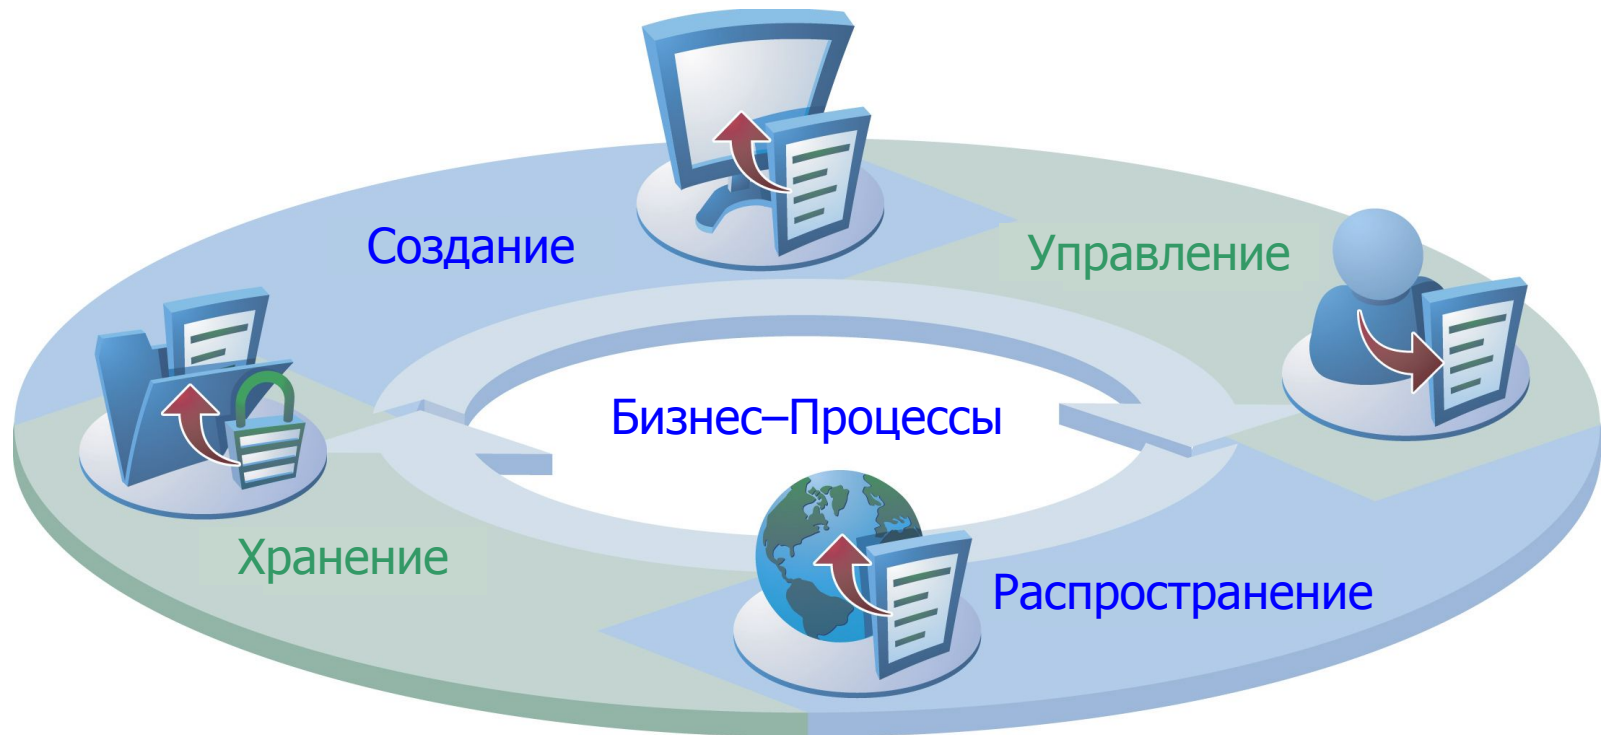 Создание
Управление
Бизнес–Процессы
Хранение
Распространение